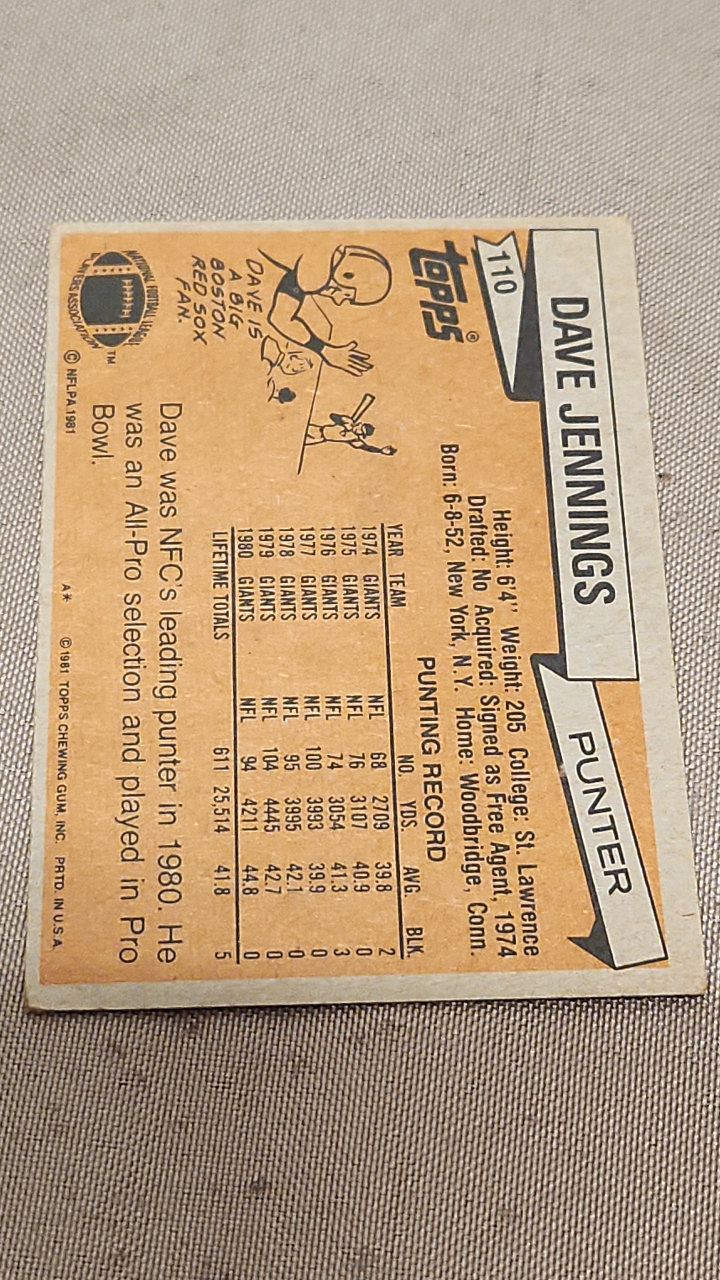 110
DAVE JENNINGS
PUNTER
topps®
Height: 6'4" Weight: 205 College: St. Lawrence
Drafted: No Acquired: Signed as Free Agent, 1974
Born: 6-8-52, New York, N.Y. Home: Woodbridge, Conn.
PUNTING RECORD
YEAR TEAM NO. YDS. AVG. BLK.
1974 GIANTS NFL 68 2709 39.8 2
1975 GIANTS NFL 76 3107 40.9 0
1976 GIANTS NFL 74 3054 41.3 3
1977 GIANTS NFL 100 3993 39.9 0
1978 GIANTS NFL 95 3995 42.1 0
1979 GIANTS NFL 104 4445 42.7 0
1980 GIANTS NFL 94 4211 44.8 0
LIFETIME TOTALS 611 25,514 41.8 5
DAVE IS
A BIG
BOSTON
RED SOX
FAN.
Dave was NFC's leading punter in 1980. He
was an All-Pro selection and played in Pro
Bowl.
NATIONAL FOOTBALL LEAGUE
PLAYERS ASSOCIATION
TM
© NFLPA 1981
A* ©1981 TOPPS CHEWING GUM, INC. PRTD. IN U.S.A.